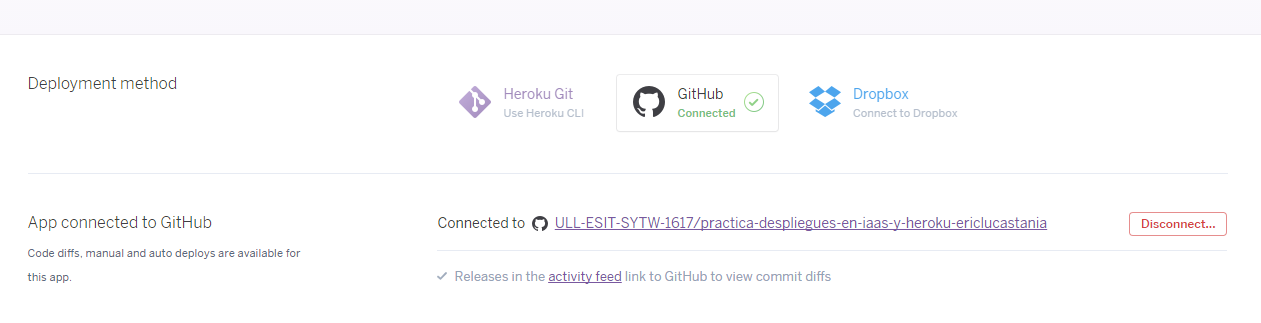 Deployment method
Heroku Git
Use Heroku CLI
GitHub
Connected
Dropbox
Connect to Dropbox
App connected to GitHub
Code diffs, manual and auto deploys are available for
this app.
Connected to ULL-ESIT-SYTW-1617/practica-despliegues-en-iaas-y-heroku-ericlucastania
Disconnect...
Releases in the activity feed link to GitHub to view commit diffs